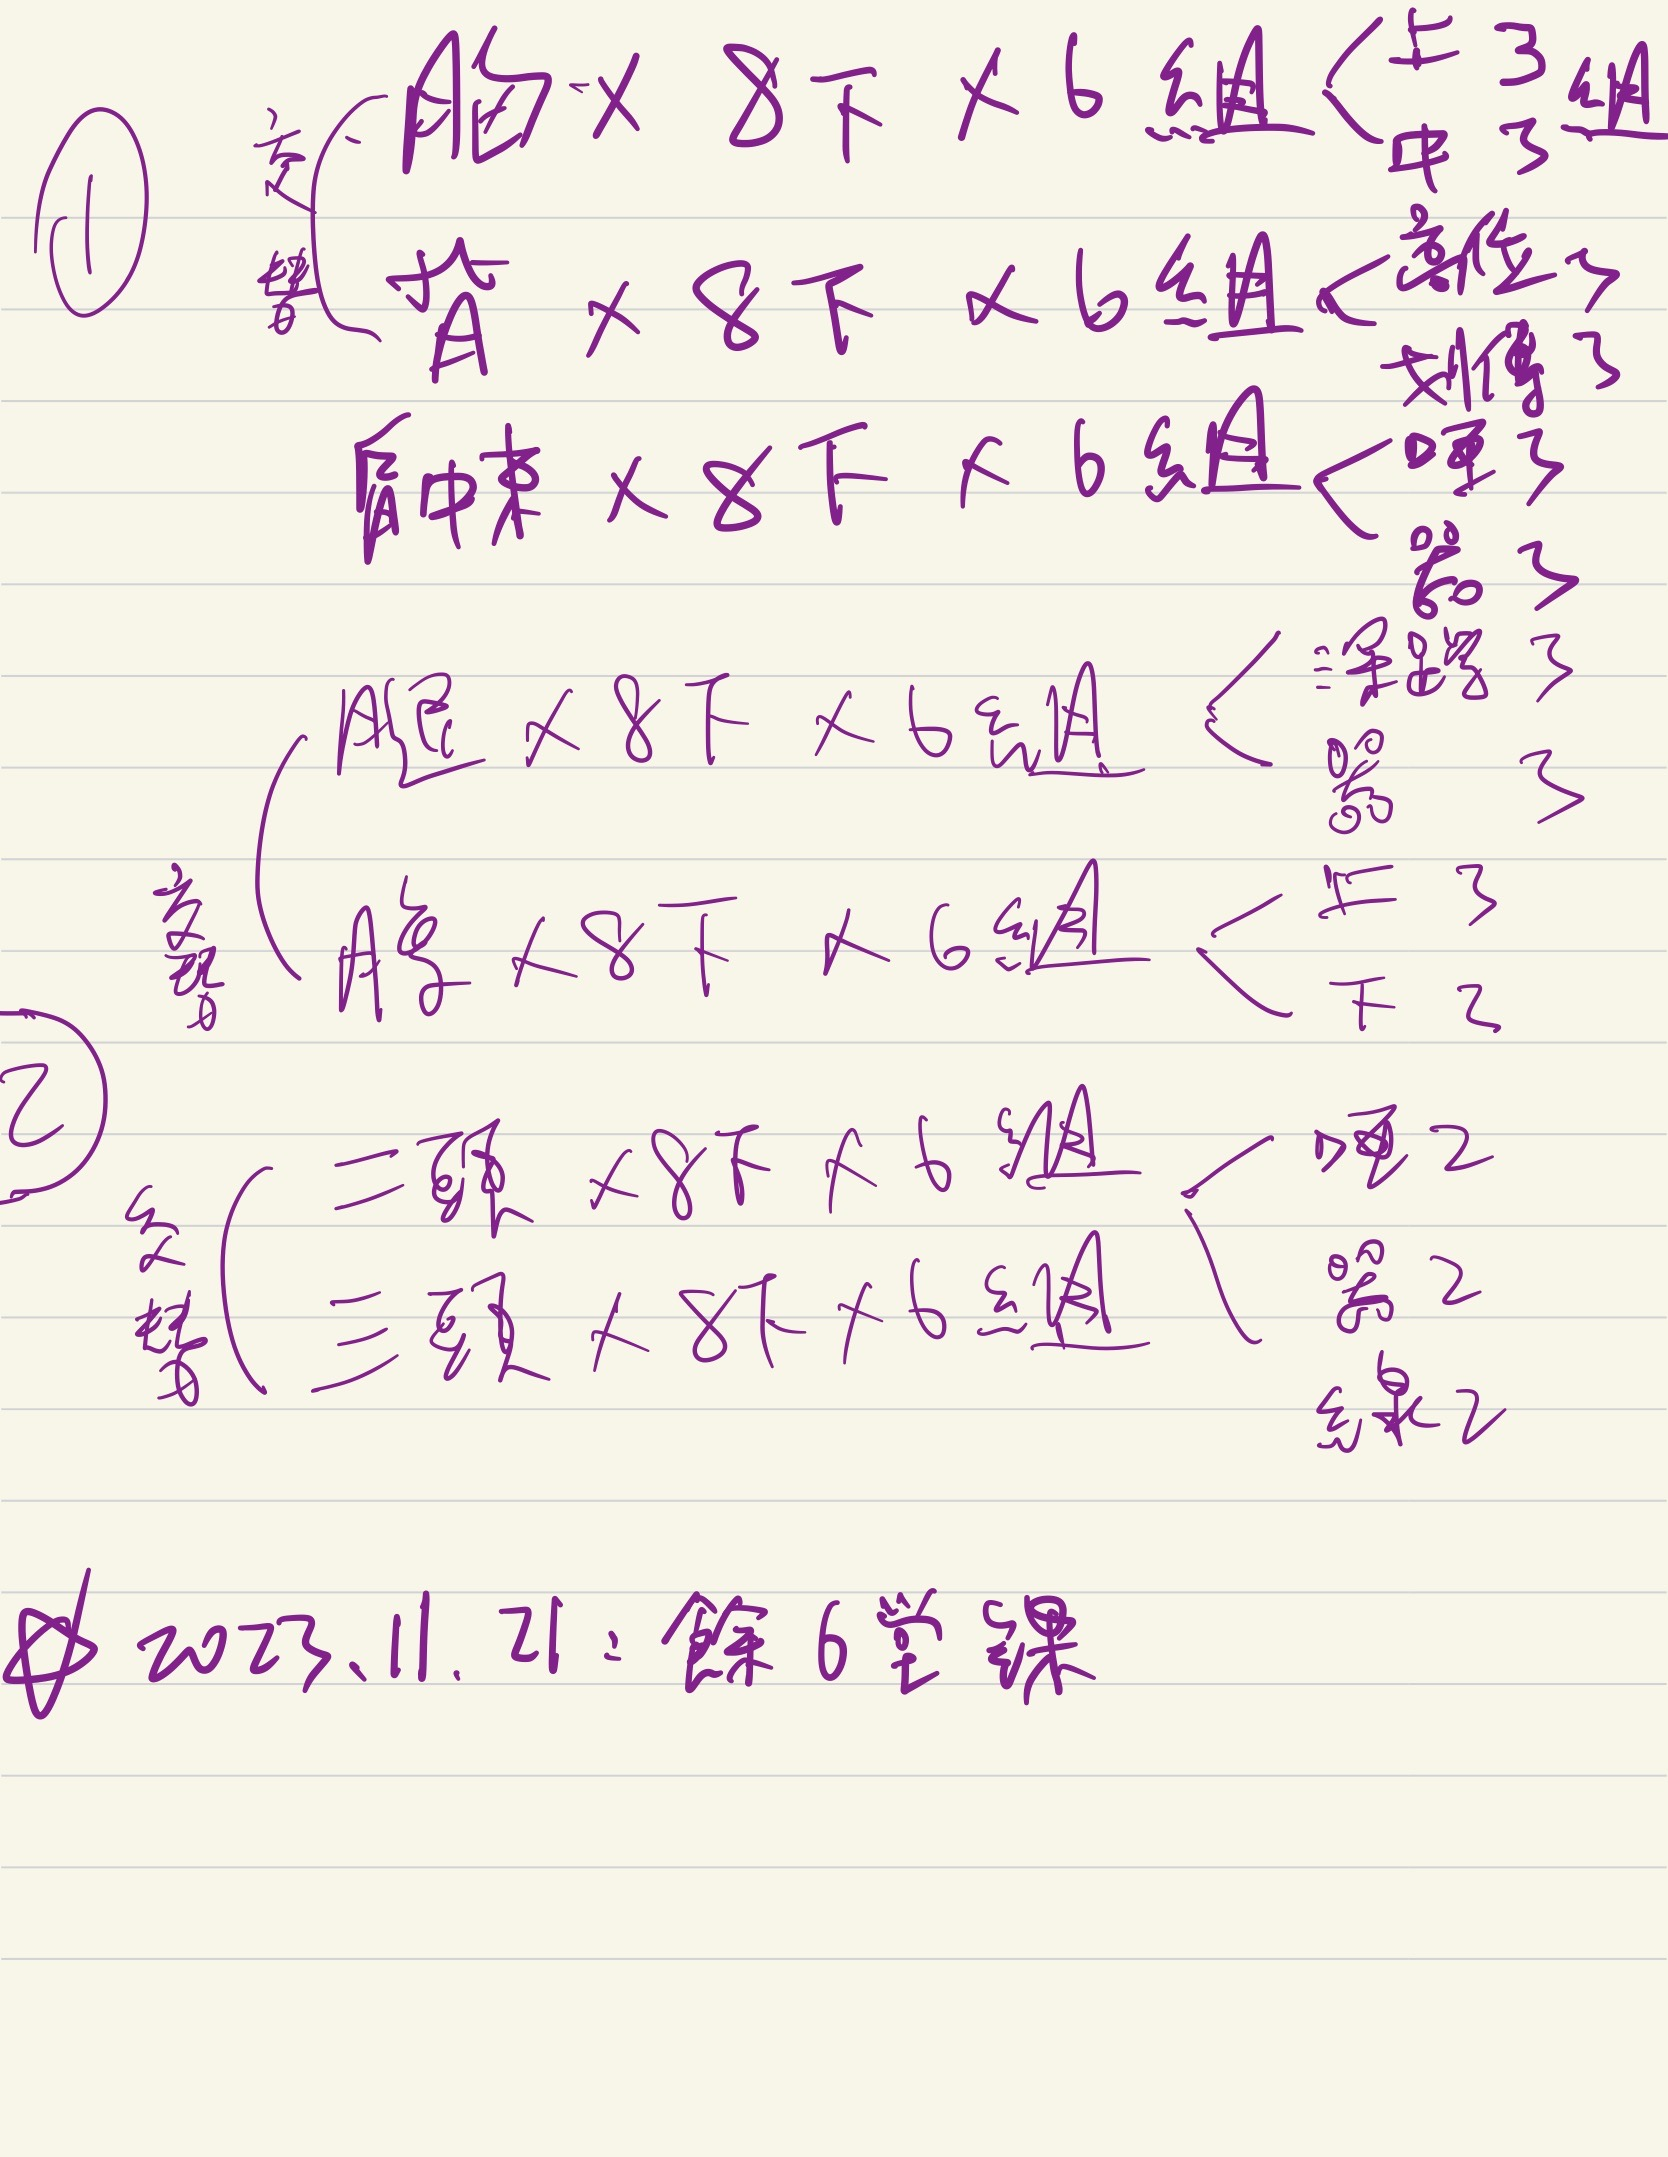 ① 交替 胸 × 8下 × 6組 上 3組
中 3
背 × 8下 × 6組 高位 3
划船 3
肩中束 × 8下 × 6組 啞 3
器 3
交替 腿 × 8下 × 6組 深蹲 3
器 3
腹 × 8下 × 6組 上 3
下 2
② 交替 二頭 × 8下 × 6組 啞 2
三頭 × 8下 × 6組 器 2
2
☆ 2023.11.21: 餘6堂課